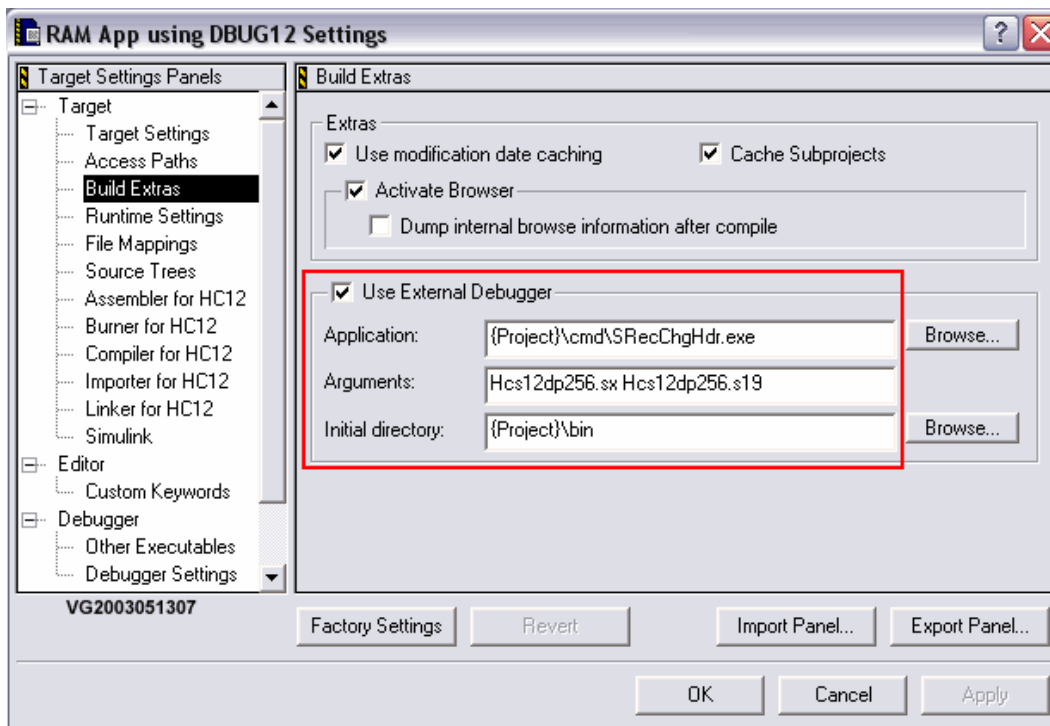 RAM App using DBUG12 Settings
Target Settings Panels
Target
Target Settings
Access Paths
Build Extras
Runtime Settings
File Mappings
Source Trees
Assembler for HC12
Burner for HC12
Compiler for HC12
Importer for HC12
Linker for HC12
Simulink
Editor
Custom Keywords
Debugger
Other Executables
Debugger Settings
VG2003051307
Build Extras
Extras
Use modification date caching
Cache Subprojects
Activate Browser
Dump internal browse information after compile
Use External Debugger
Application: {Project}\cmd\SRecChgHdr.exe Browse...
Arguments: Hcs12dp256.sx Hcs12dp256.s19
Initial directory: {Project}\bin Browse...
Factory Settings Revert Import Panel... Export Panel...
OK Cancel Apply